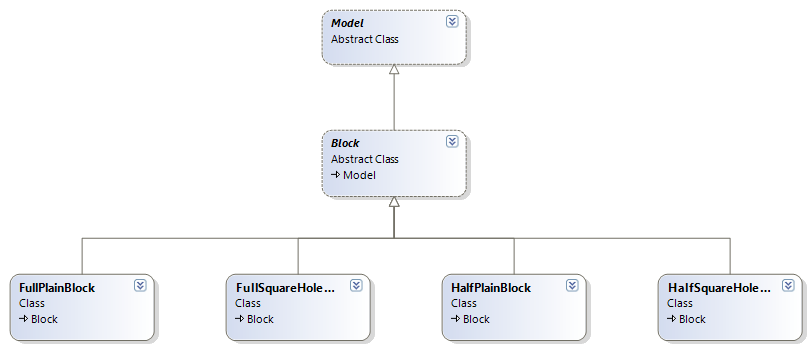 Model
Abstract Class
Block
Abstract Class
Model
FullPlainBlock
Class
Block
FullSquareHole...
Class
Block
HalfPlainBlock
Class
Block
HalfSquareHole...
Class
Block